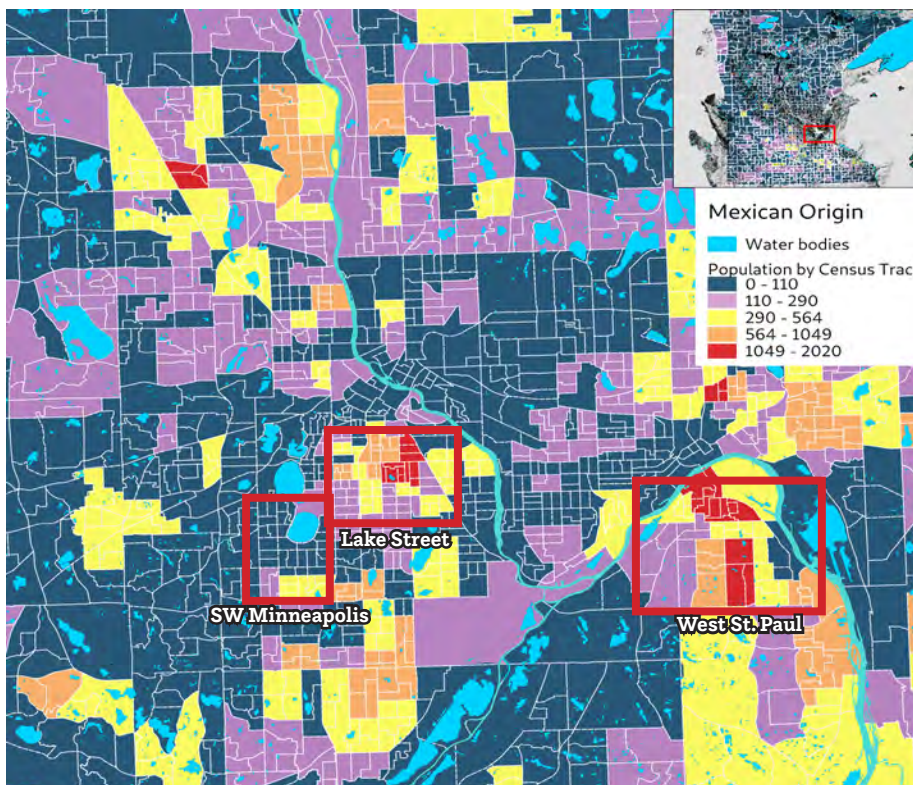 Mexican Origin
Water bodies
Population by Census Trac
0 - 110
110 - 290
290 - 564
564 - 1049
1049 - 2020
Lake Street
SW Minneapolis
West St. Paul